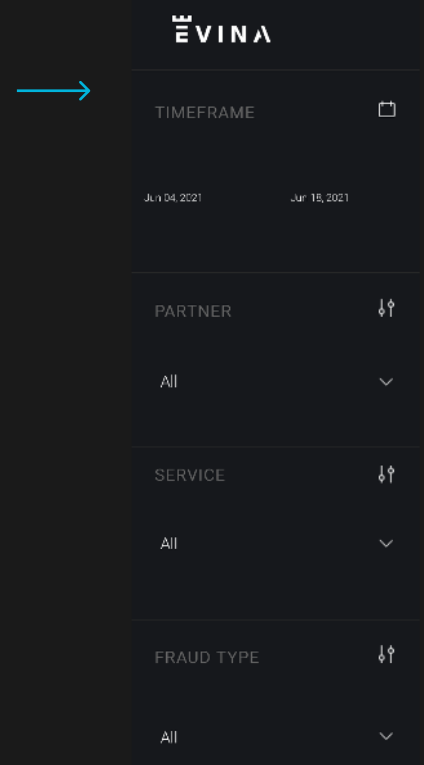 EVINA
TIMEFRAME
Jun 04, 2021 Jun 18, 2021
PARTNER
All
SERVICE
All
FRAUD TYPE
All